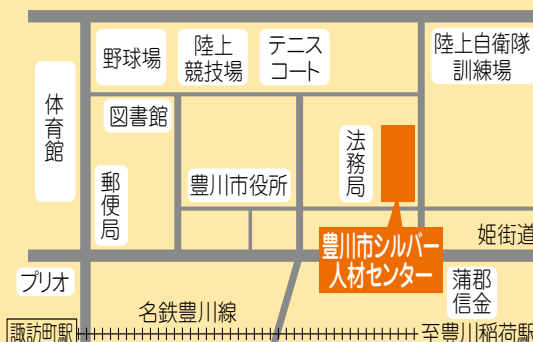 野球場
陸上
競技場
テニス
コート
陸上自衛隊
訓練場
体育館
図書館
郵便局
豊川市役所
法務局
豊川市シルバー
人材センター
姫街道
プリオ
蒲郡
信金
名鉄豊川線
諏訪町駅
至豊川稲荷駅